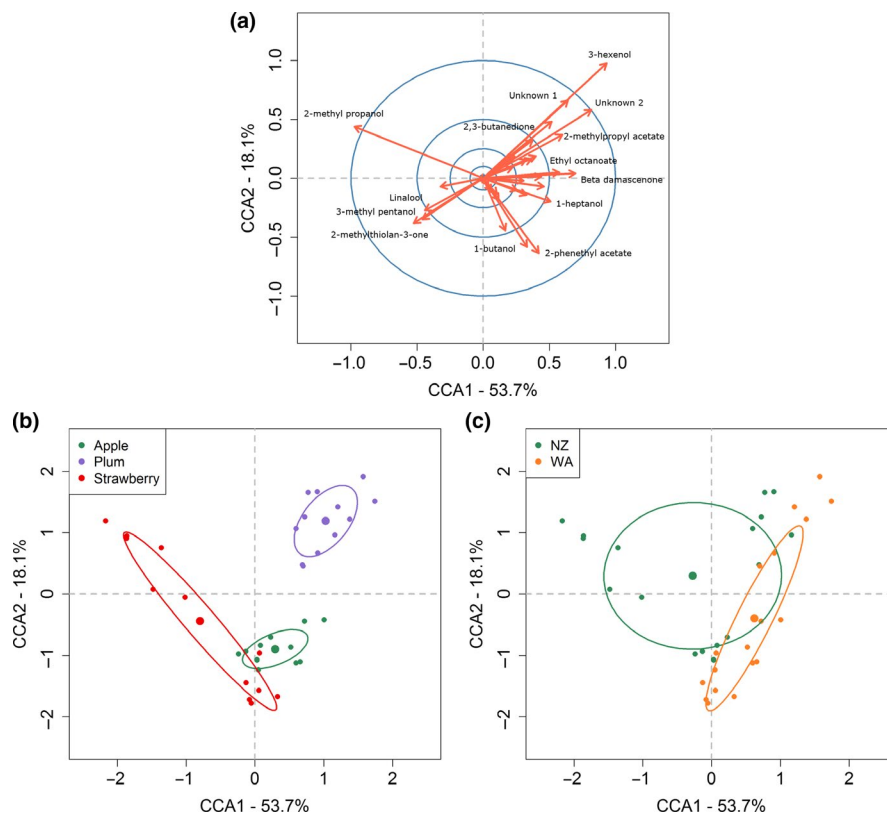 (a)
1.0
0.5
0.0
−0.5
−1.0
CCA2 - 18.1%
3-hexenol
Unknown 1
Unknown 2
2-methyl propanol
2,3-butanedione
2-methylpropyl acetate
Ethyl octanoate
Beta damascenone
Linalool
3-methyl pentanol
1-heptanol
2-methylthiolan-3-one
1-butanol
2-phenethyl acetate
−1.0 −0.5 0.0 0.5 1.0
CCA1 - 53.7%
(b)
Apple
Plum
Strawberry
2
1
0
−1
−2
CCA2 - 18.1%
−2 −1 0 1 2
CCA1 - 53.7%
(c)
NZ
WA
2
1
0
−1
−2
CCA2 - 18.1%
−2 −1 0 1 2
CCA1 - 53.7%